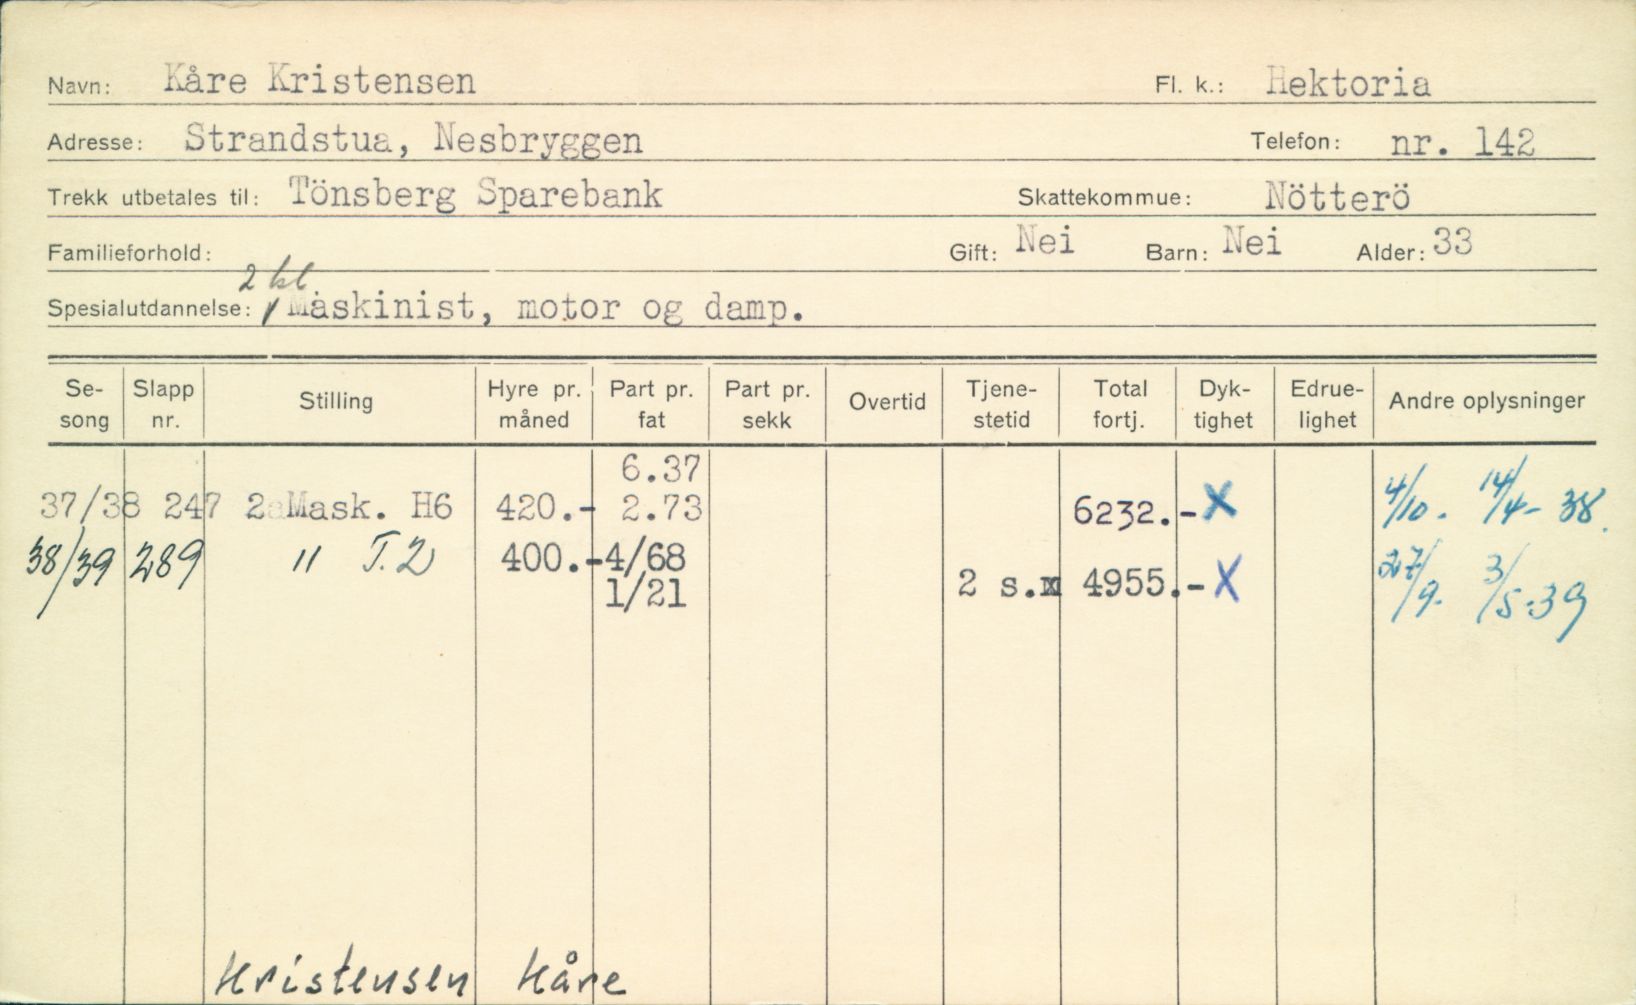 Navn: Kåre Kristensen Fl. k.: Hektoria
Adresse: Strandstua, Nesbryggen Telefon: nr. 142
Trekk utbetales til: Tönsberg Sparebank Skattekommue: Nötterö
Familieforhold: Gift: Nei Barn: Nei Alder: 33
2 kl
Spesialutdannelse: Maskinist, motor og damp.
Se-song Slapp nr. Stilling Hyre pr. måned Part pr. fat Part pr. sekk Overtid Tjene-stetid Total fortj. Dyk-tighet Edrue-lighet Andre oplysninger
6.37
37/38 247 2 Mask. H6 420.- 2.73 6232.- X 4/10. 14/4-38.
38/39 289 " T.2 400.- 4/68
1/21 2 s. 4955.- X 27/9. 3/5-39
Kristensen Kåre